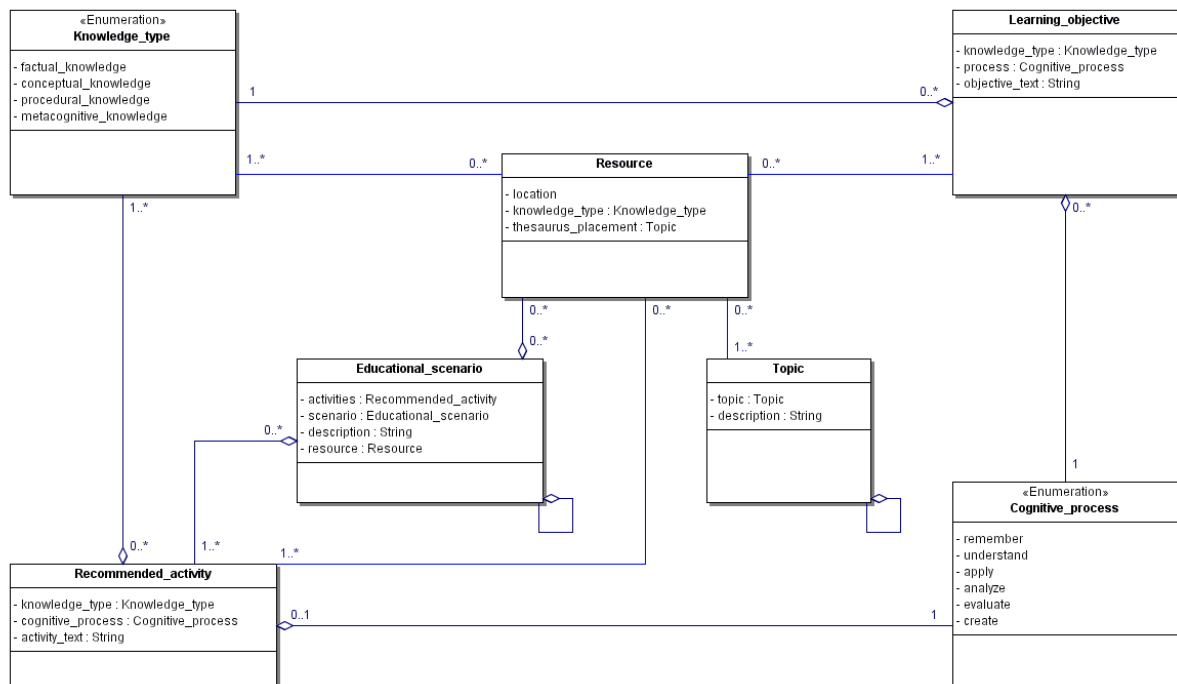 «Enumeration»
Knowledge_type
- factual_knowledge
- conceptual_knowledge
- procedural_knowledge
- metacognitive_knowledge
Learning_objective
- knowledge_type : Knowledge_type
- process : Cognitive_process
- objective_text : String
1
0..*
1..*
0..*
0..*
1..*
Resource
- location
- knowledge_type : Knowledge_type
- thesaurus_placement : Topic
1..*
0..*
0..*
0..*
0..*
0..*
1..*
Educational_scenario
- activities : Recommended_activity
- scenario : Educational_scenario
- description : String
- resource : Resource
Topic
- topic : Topic
- description : String
0..*
1
«Enumeration»
Cognitive_process
- remember
- understand
- apply
- analyze
- evaluate
- create
0..*
1..*
1..*
Recommended_activity
- knowledge_type : Knowledge_type
- cognitive_process : Cognitive_process
- activity_text : String
0..1
1